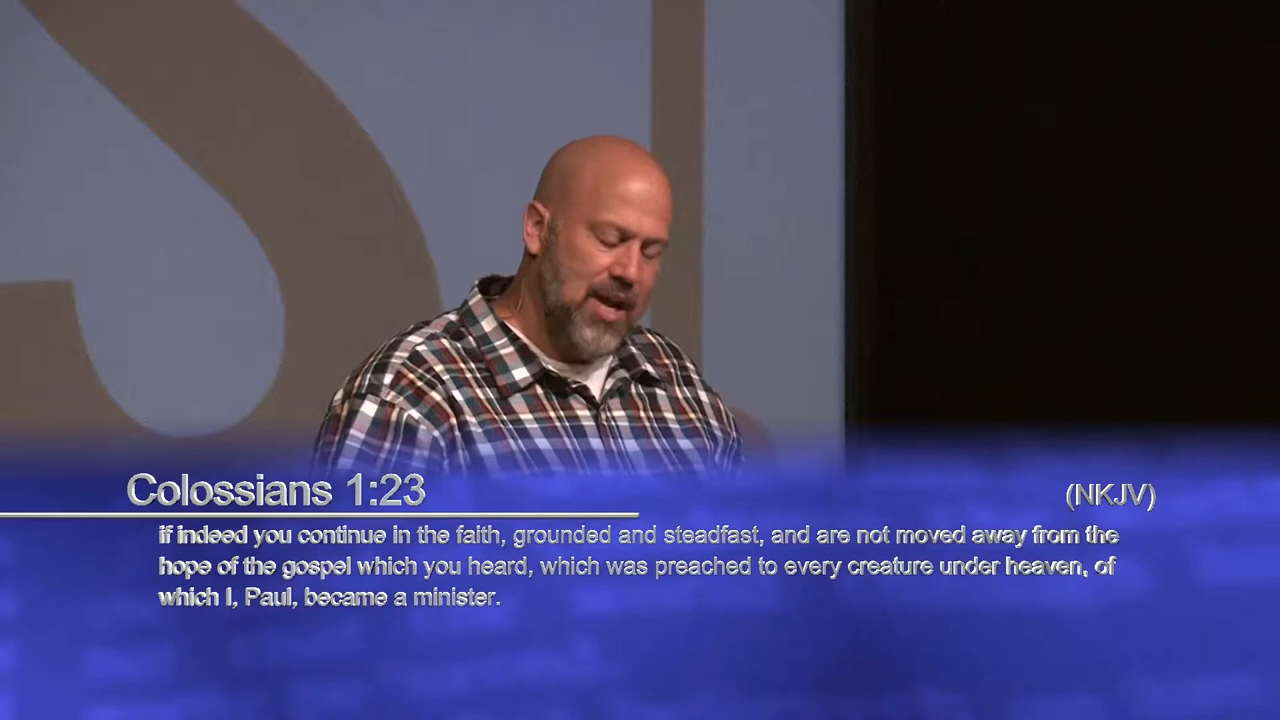 Colossians 1:23 (NKJV)
if indeed you continue in the faith, grounded and steadfast, and are not moved away from the
hope of the gospel which you heard, which was preached to every creature under heaven, of
which I, Paul, became a minister.